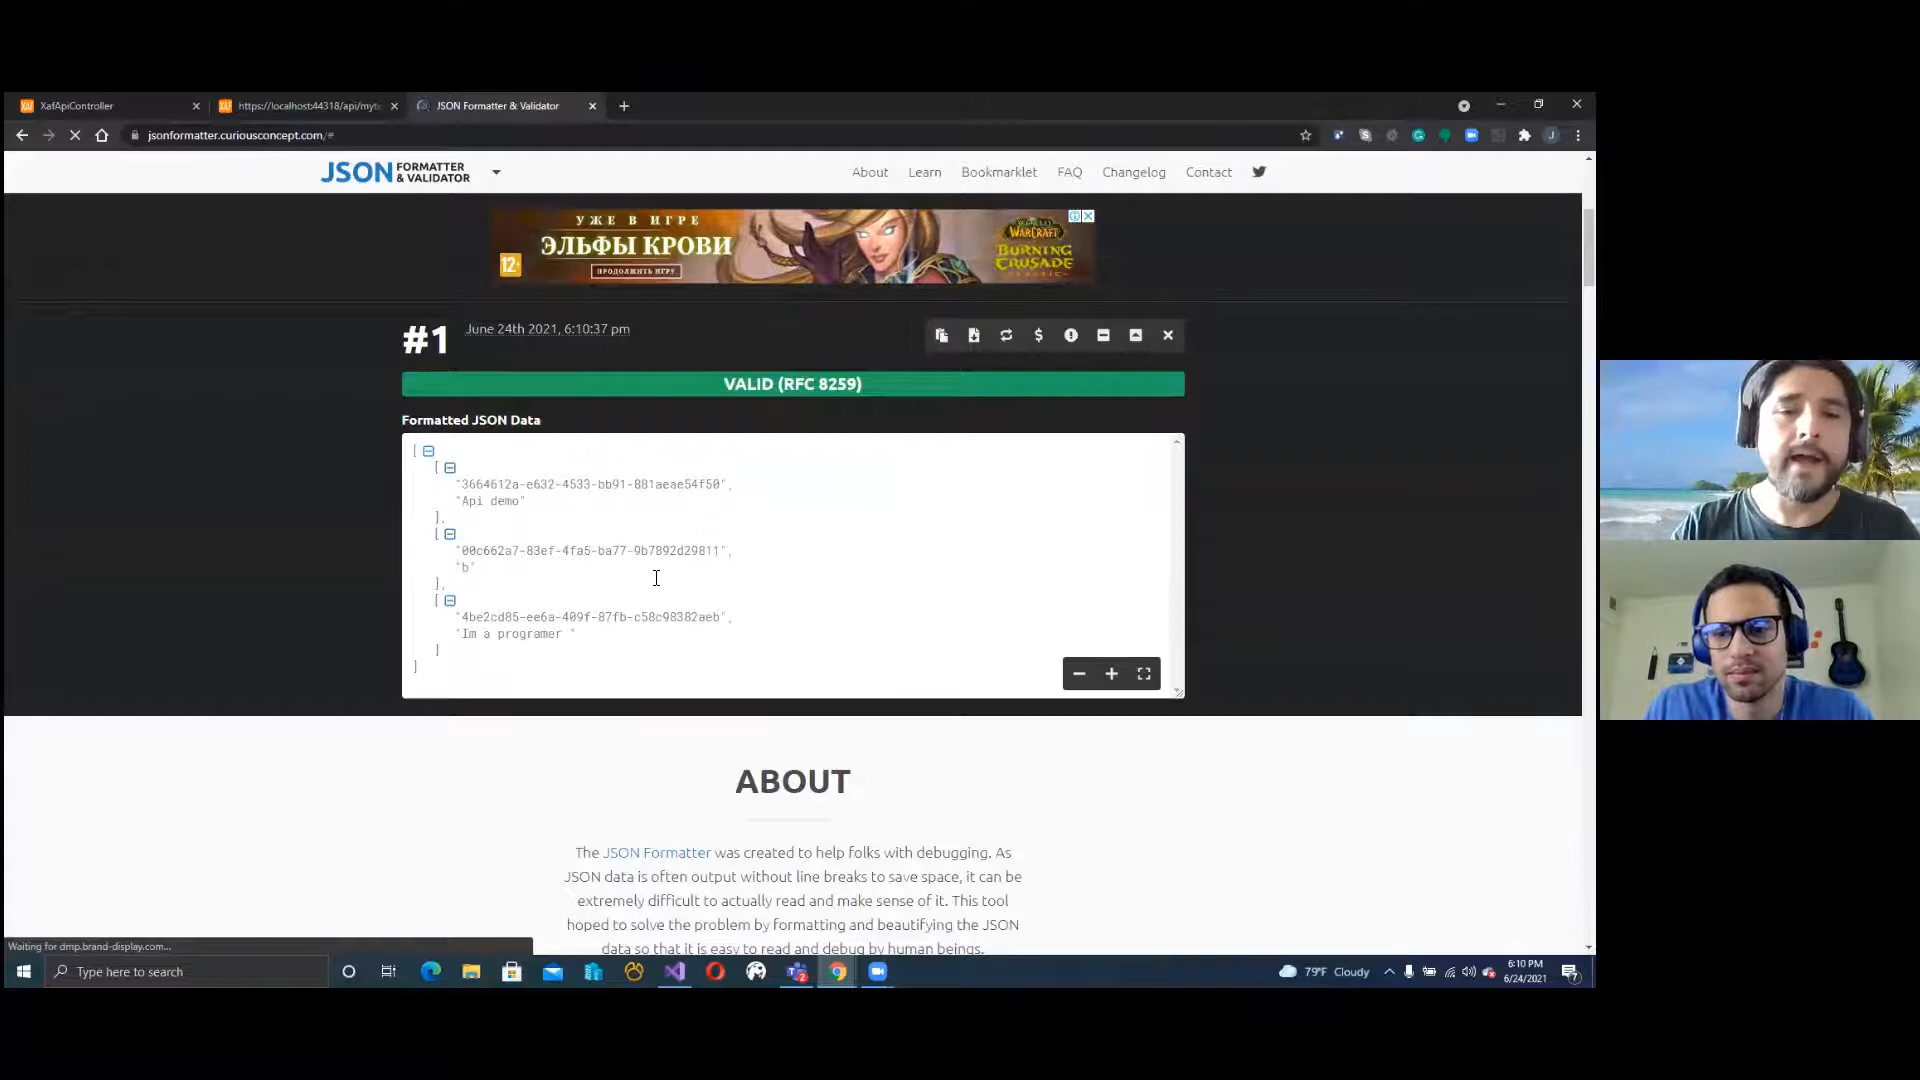 XafApiController
https://localhost:44318/api/myte
JSON Formatter & Validator
jsonformatter.curiousconcept.com/#
JSON FORMATTER & VALIDATOR
About
Learn
Bookmarklet
FAQ
Changelog
Contact
УЖЕ В ИГРЕ
ЭЛЬФЫ КРОВИ
ПРОДОЛЖИТЬ ИГРУ
12+
WARCRAFT
BURNING
CRUSADE
CLASSIC
#1
June 24th 2021, 6:10:37 pm
VALID (RFC 8259)
Formatted JSON Data
[
[
"3664612a-e632-4533-bb91-881aeae54f50",
"Api demo"
],
[
"00c662a7-83ef-4fa5-ba77-9b7892d29811",
"b"
],
[
"4be2cd85-ee6a-409f-87fb-c58c98382aeb",
"Im a programer "
]
]
ABOUT
The JSON Formatter was created to help folks with debugging. As
JSON data is often output without line breaks to save space, it can be
extremely difficult to actually read and make sense of it. This tool
hoped to solve the problem by formatting and beautifying the JSON
data so that it is easy to read and debug by human beings.
Waiting for dmp.brand-display.com...
Type here to search
2
79°F Cloudy
6:10 PM
6/24/2021
7